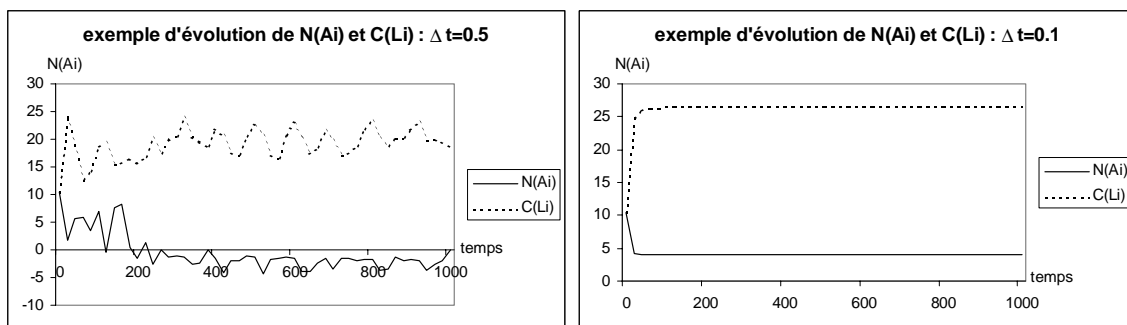 exemple d'évolution de N(Ai) et C(Li) : Δ t=0.5
N(Ai)
30
25
20
15
10
5
0
-5
-10
0 200 400 600 800 1000
temps
N(Ai)
C(Li)
exemple d'évolution de N(Ai) et C(Li) : Δ t=0.1
N(Ai)
30
25
20
15
10
5
0
0 200 400 600 800 1000
temps
N(Ai)
C(Li)